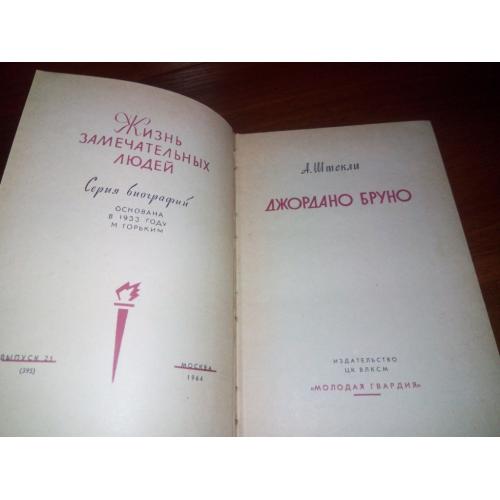 Жизнь
ЗАМЕЧАТЕЛЬНЫХ
ЛЮДЕЙ
Серия биографий
ОСНОВАНА
В 1933 ГОДУ
М ГОРЬКИМ
ВЫПУСК 21
(395)
МОСКВА
1964
А. Штекли
ДЖОРДАНО БРУНО
ИЗДАТЕЛЬСТВО
ЦК ВЛКСМ
«МОЛОДАЯ ГВАРДИЯ»